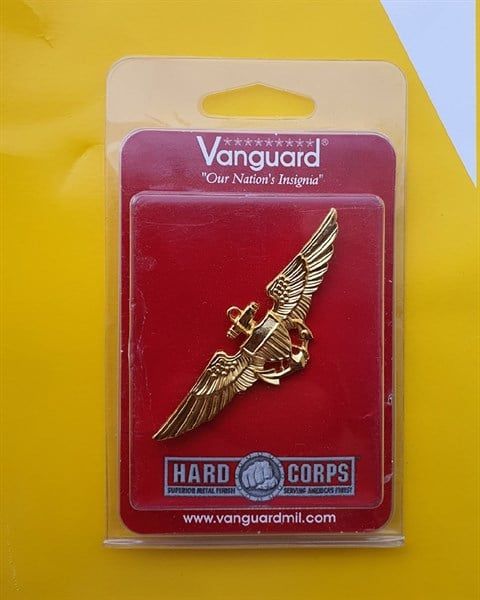 Vanguard®
"Our Nation's Insignia"
HARD CORPS
SUPERIOR METAL FINISH SERVING AMERICA'S FINEST
www.vanguardmil.com